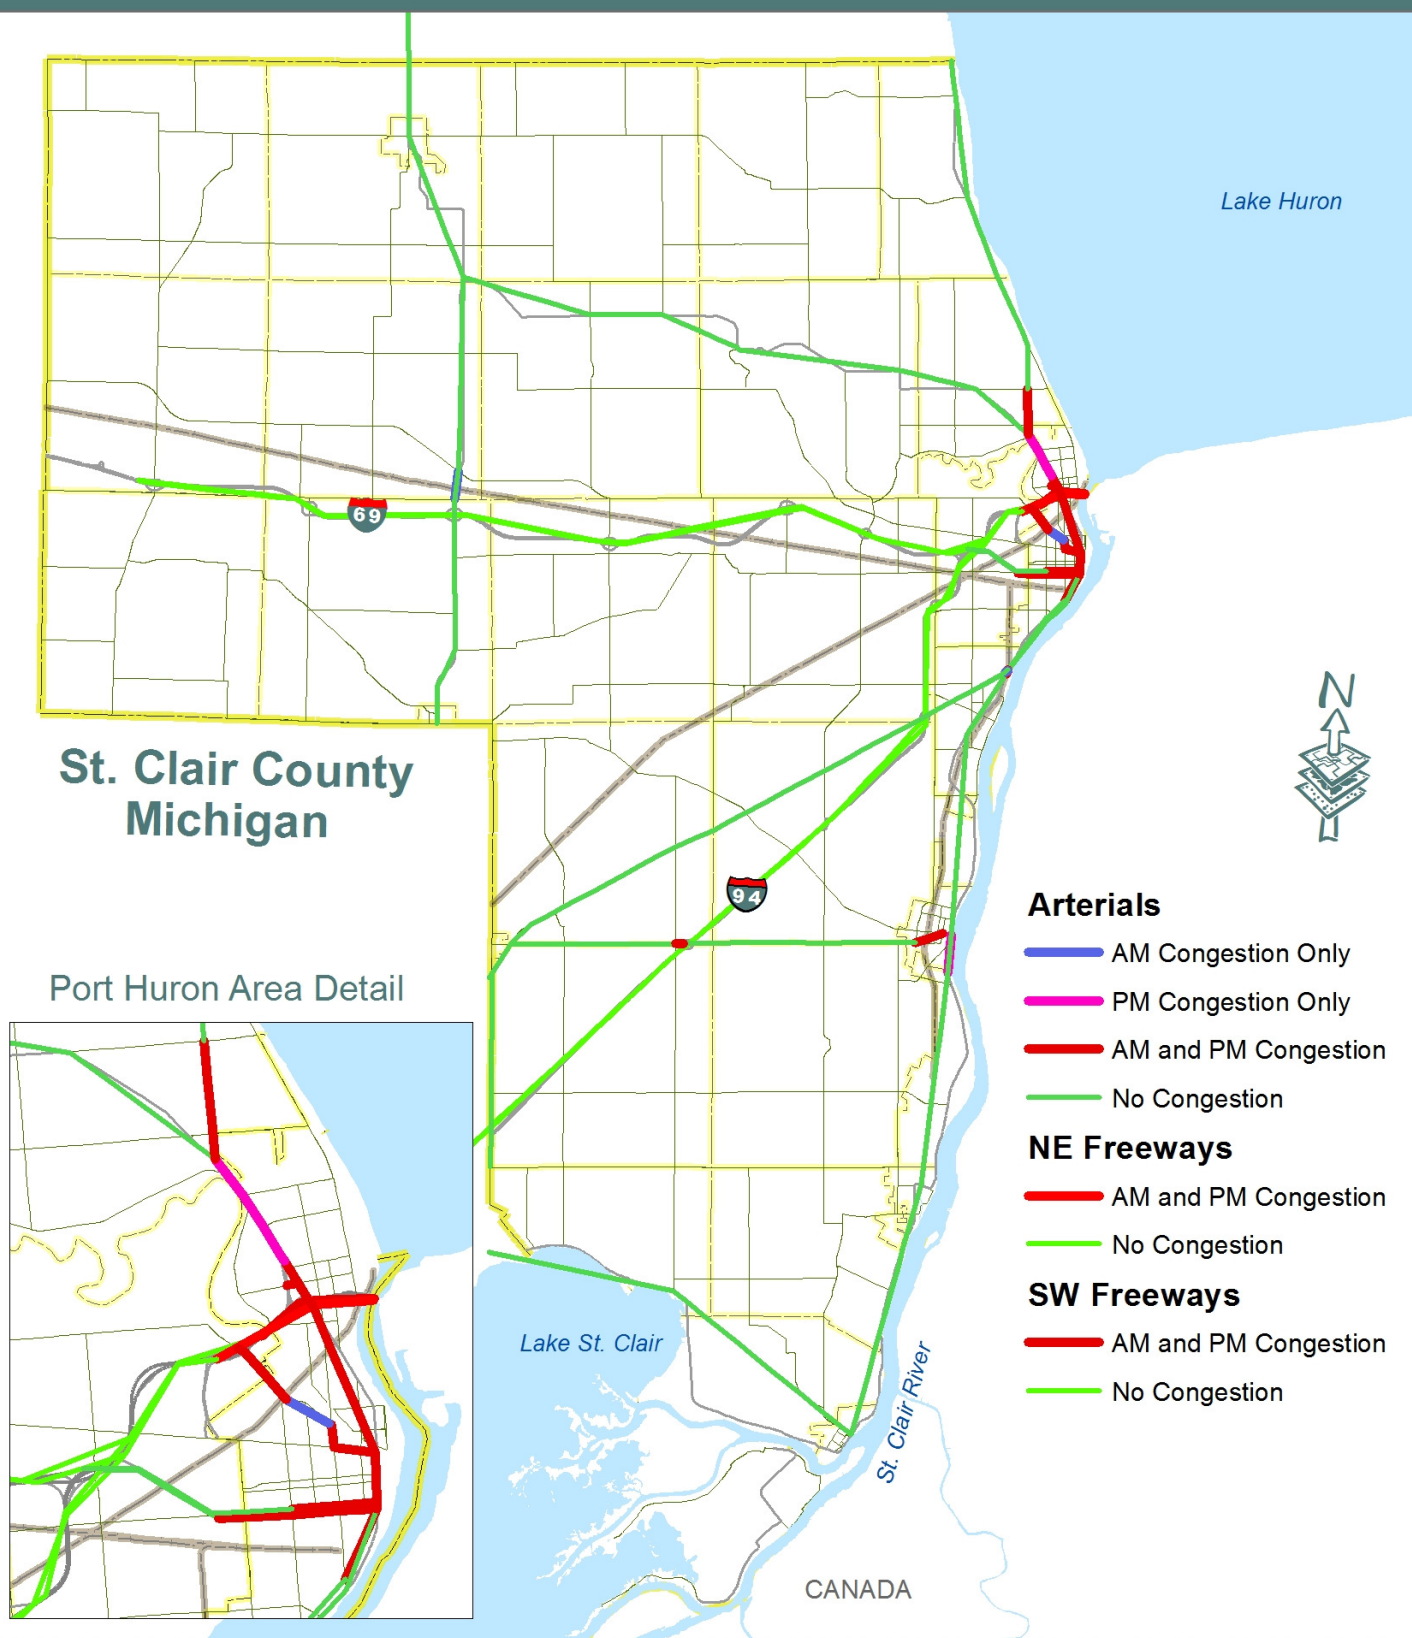 Lake Huron
69
N
St. Clair County
Michigan
94
Arterials
AM Congestion Only
PM Congestion Only
AM and PM Congestion
No Congestion
NE Freeways
AM and PM Congestion
No Congestion
SW Freeways
AM and PM Congestion
No Congestion
Port Huron Area Detail
Lake St. Clair
St. Clair River
CANADA